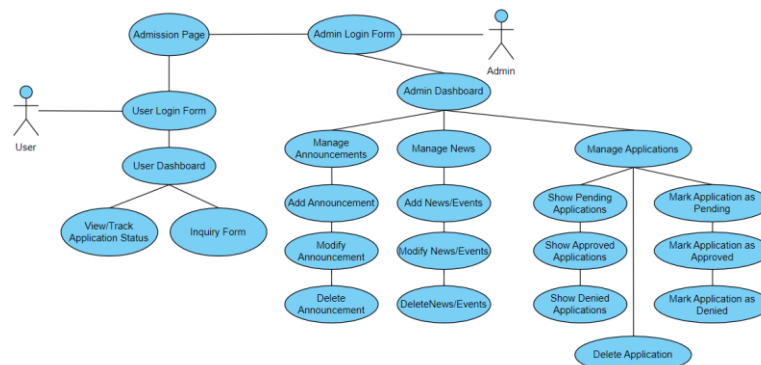 Admission Page
Admin Login Form
Admin
Admin Dashboard
User Login Form
User
User Dashboard
View/Track
Application Status
Inquiry Form
Manage
Announcements
Manage News
Manage Applications
Add Announcement
Add News/Events
Show Pending
Applications
Mark Application as
Pending
Modify
Announcement
Modify News/Events
Show Approved
Applications
Mark Application as
Approved
Delete
Announcement
DeleteNews/Events
Show Denied
Applications
Mark Application as
Denied
Delete Application